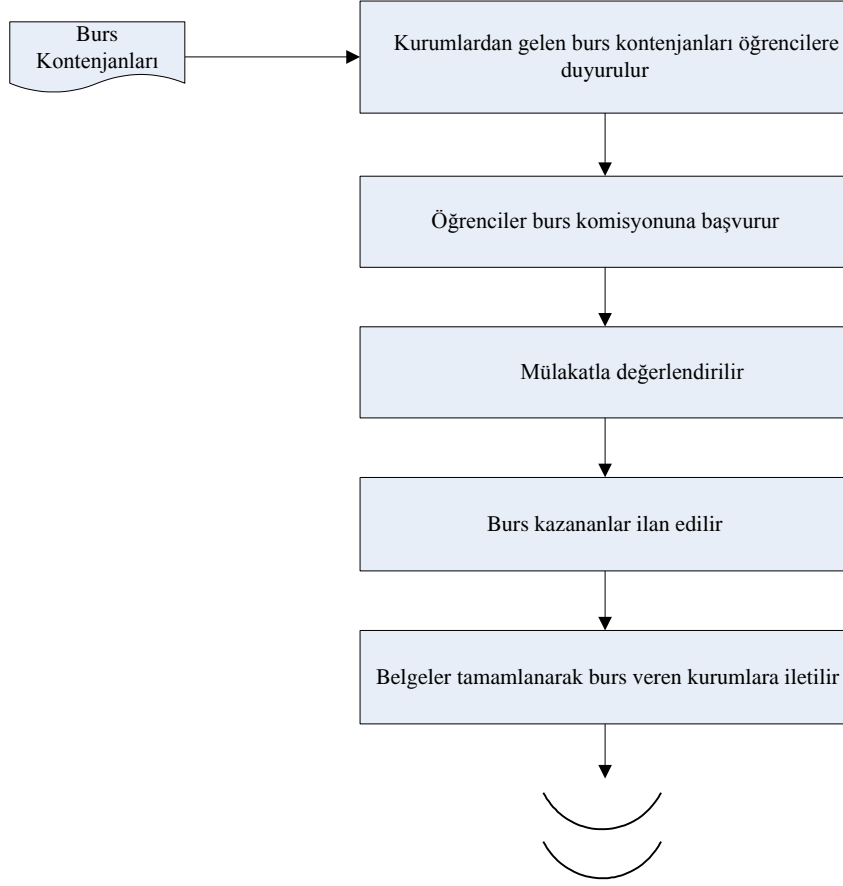 Burs
Kontenjanları
Kurumlardan gelen burs kontenjanları öğrencilere
duyurulur
Öğrenciler burs komisyonuna başvurur
Mülakatla değerlendirilir
Burs kazananlar ilan edilir
Belgeler tamamlanarak burs veren kurumlara iletilir